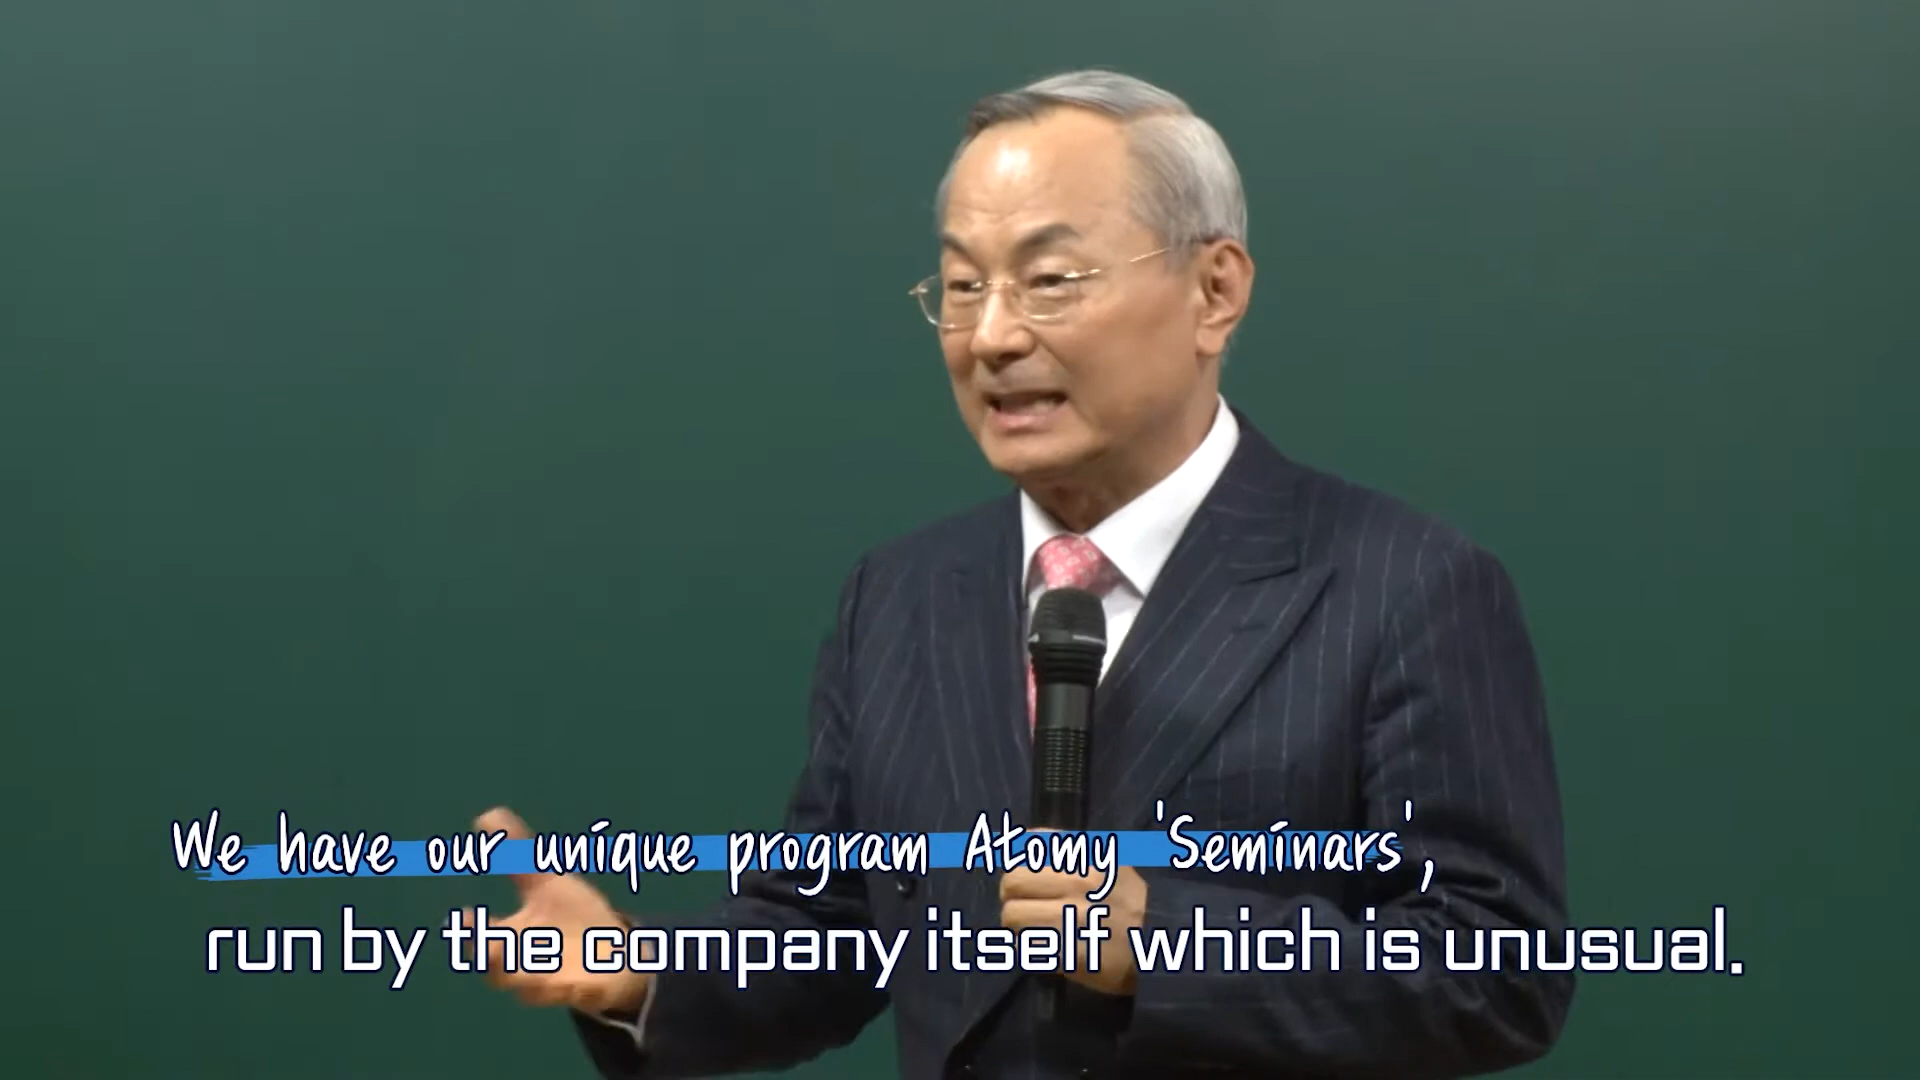 We have our unique program Atomy 'Seminars',
run by the company itself which is unusual.